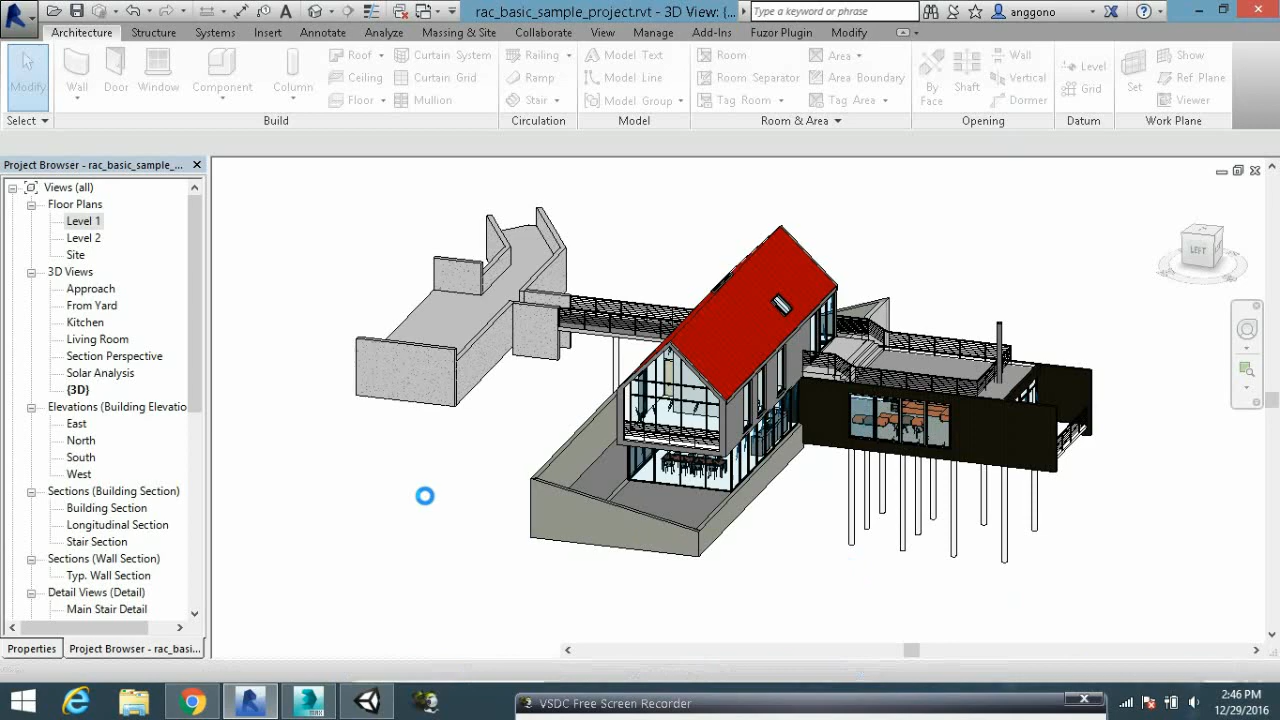 rac_basic_sample_project.rvt - 3D View: {...
Type a keyword or phrase
anggono
Architecture Structure Systems Insert Annotate Analyze Massing & Site Collaborate View Manage Add-Ins Fuzor Plugin Modify
Modify
Wall
Door
Window
Component
Column
Roof
Ceiling
Floor
Curtain System
Curtain Grid
Mullion
Railing
Ramp
Stair
Model Text
Model Line
Model Group
Room
Room Separator
Tag Room
Area
Area Boundary
Tag Area
By
Face
Shaft
Wall
Vertical
Dormer
Level
Grid
Set
Show
Ref Plane
Viewer
Select Build Circulation Model Room & Area Opening Datum Work Plane
Project Browser - rac_basic_sample_...
Views (all)
Floor Plans
Level 1
Level 2
Site
3D Views
Approach
From Yard
Kitchen
Living Room
Section Perspective
Solar Analysis
{3D}
Elevations (Building Elevatio
East
North
South
West
Sections (Building Section)
Building Section
Longitudinal Section
Stair Section
Sections (Wall Section)
Typ. Wall Section
Detail Views (Detail)
Main Stair Detail
Properties
Project Browser - rac_basi...
LEFT
VSDC Free Screen Recorder
2:46 PM
12/29/2016